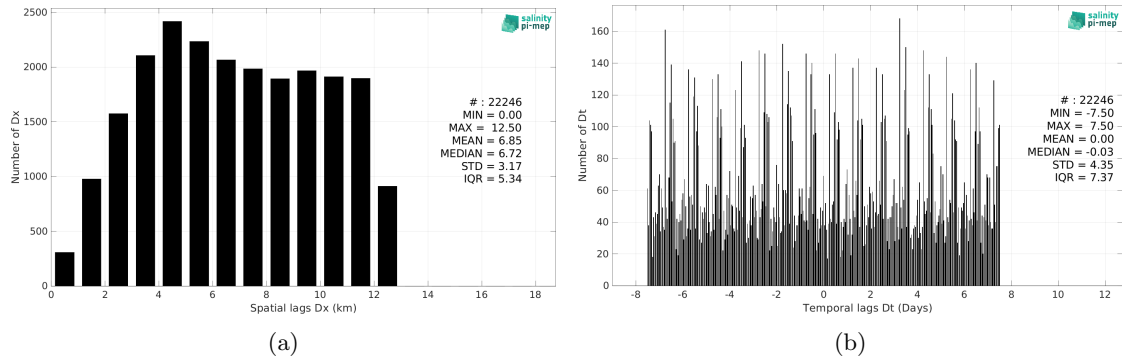 salinity
pi-mep
Number of Dx
2500
2000
1500
1000
500
0
# : 22246
MIN = 0.00
MAX = 12.50
MEAN = 6.85
MEDIAN = 6.72
STD = 3.17
IQR = 5.34
0 2 4 6 8 10 12 14 16 18
Spatial lags Dx (km)
(a)
salinity
pi-mep
Number of Dt
160
140
120
100
80
60
40
20
0
# : 22246
MIN = -7.50
MAX = 7.50
MEAN = 0.00
MEDIAN = -0.03
STD = 4.35
IQR = 7.37
-8 -6 -4 -2 0 2 4 6 8 10 12
Temporal lags Dt (Days)
(b)